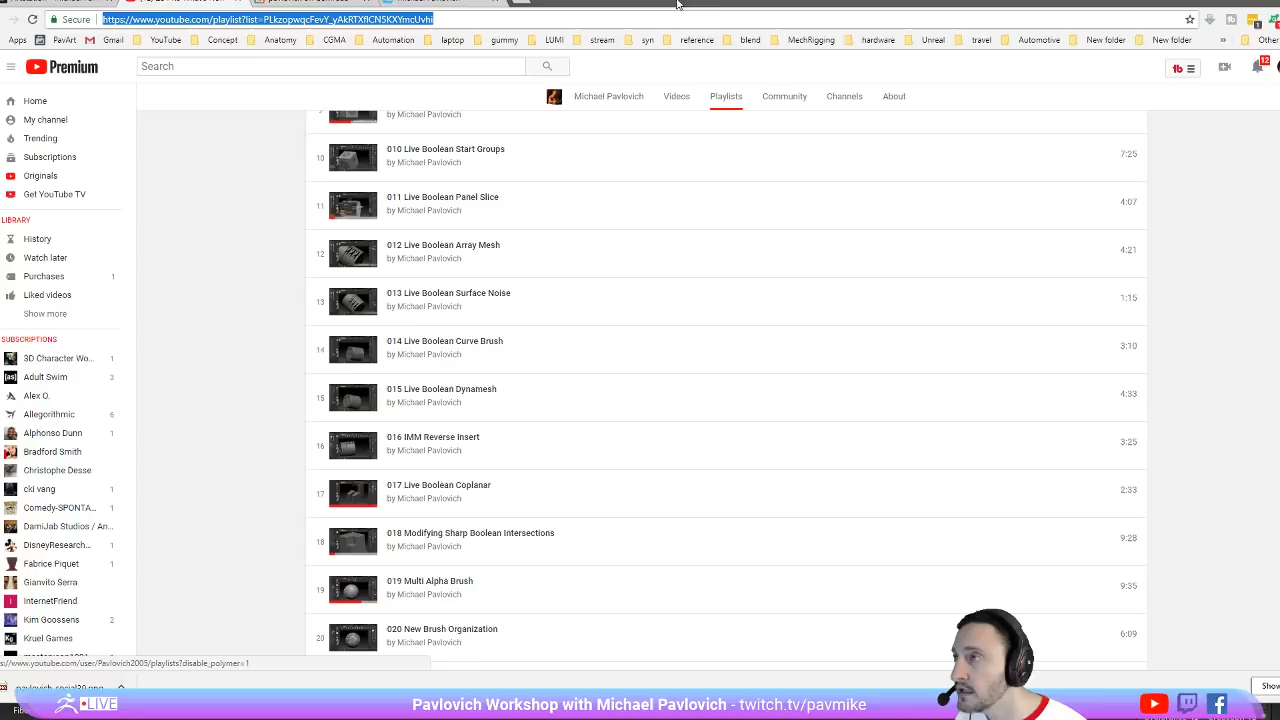 Secure
https://www.youtube.com/playlist?list=PLkzopwqcFevY_yAkRTXflCN5KXYmcUvhi
Apps PavArt Gmail YouTube Concept Anatomy CGMA Automation laptop gummy LUMI stream syn reference blend MechRigging hardware Unreal travel Automotive New folder New folder » Other
Premium
Search
12
Home
My channel
Trending
Subscriptions
Originals
Get YouTube TV
LIBRARY
History
Watch later
Purchases 1
Liked videos
Show more
SUBSCRIPTIONS
3D Character Wo... 1
Adult Swim 3
Alex O.
Allegorithmic 6
Alphonso Dunn 1
Bradford Smith
Christophe Desse
cki vang 1
Comedy-SPONTA... 1
DamiJab Studios / An...
DisneyResearch... 1
Fabrice Piquet 1
Gianvito Serra
InternetFriend
Kim Goossens 2
Kruel Games
Michael Pavlovich Videos Playlists Community Channels About
by Michael Pavlovich
10 010 Live Boolean Start Groups 7:25
by Michael Pavlovich
11 011 Live Boolean Panel Slice 4:07
by Michael Pavlovich
12 012 Live Boolean Array Mesh 4:21
by Michael Pavlovich
13 013 Live Boolean Surface Noise 1:15
by Michael Pavlovich
14 014 Live Boolean Curve Brush 3:10
by Michael Pavlovich
15 015 Live Boolean Dynamesh 4:33
by Michael Pavlovich
16 016 IMM Reverse Insert 3:25
by Michael Pavlovich
17 017 Live Boolean Coplanar 2:33
by Michael Pavlovich
18 018 Modifying Sharp Boolean Intersections 9:28
by Michael Pavlovich
19 019 Multi Alpha Brush 9:35
by Michael Pavlovich
20 020 New Brush Organization 6:09
by Michael Pavlovich
s://www.youtube.com/user/Pavlovich2005/playlists?disable_polymer=1
Show
LIVE
Pavlovich Workshop with Michael Pavlovich - twitch.tv/pavmike